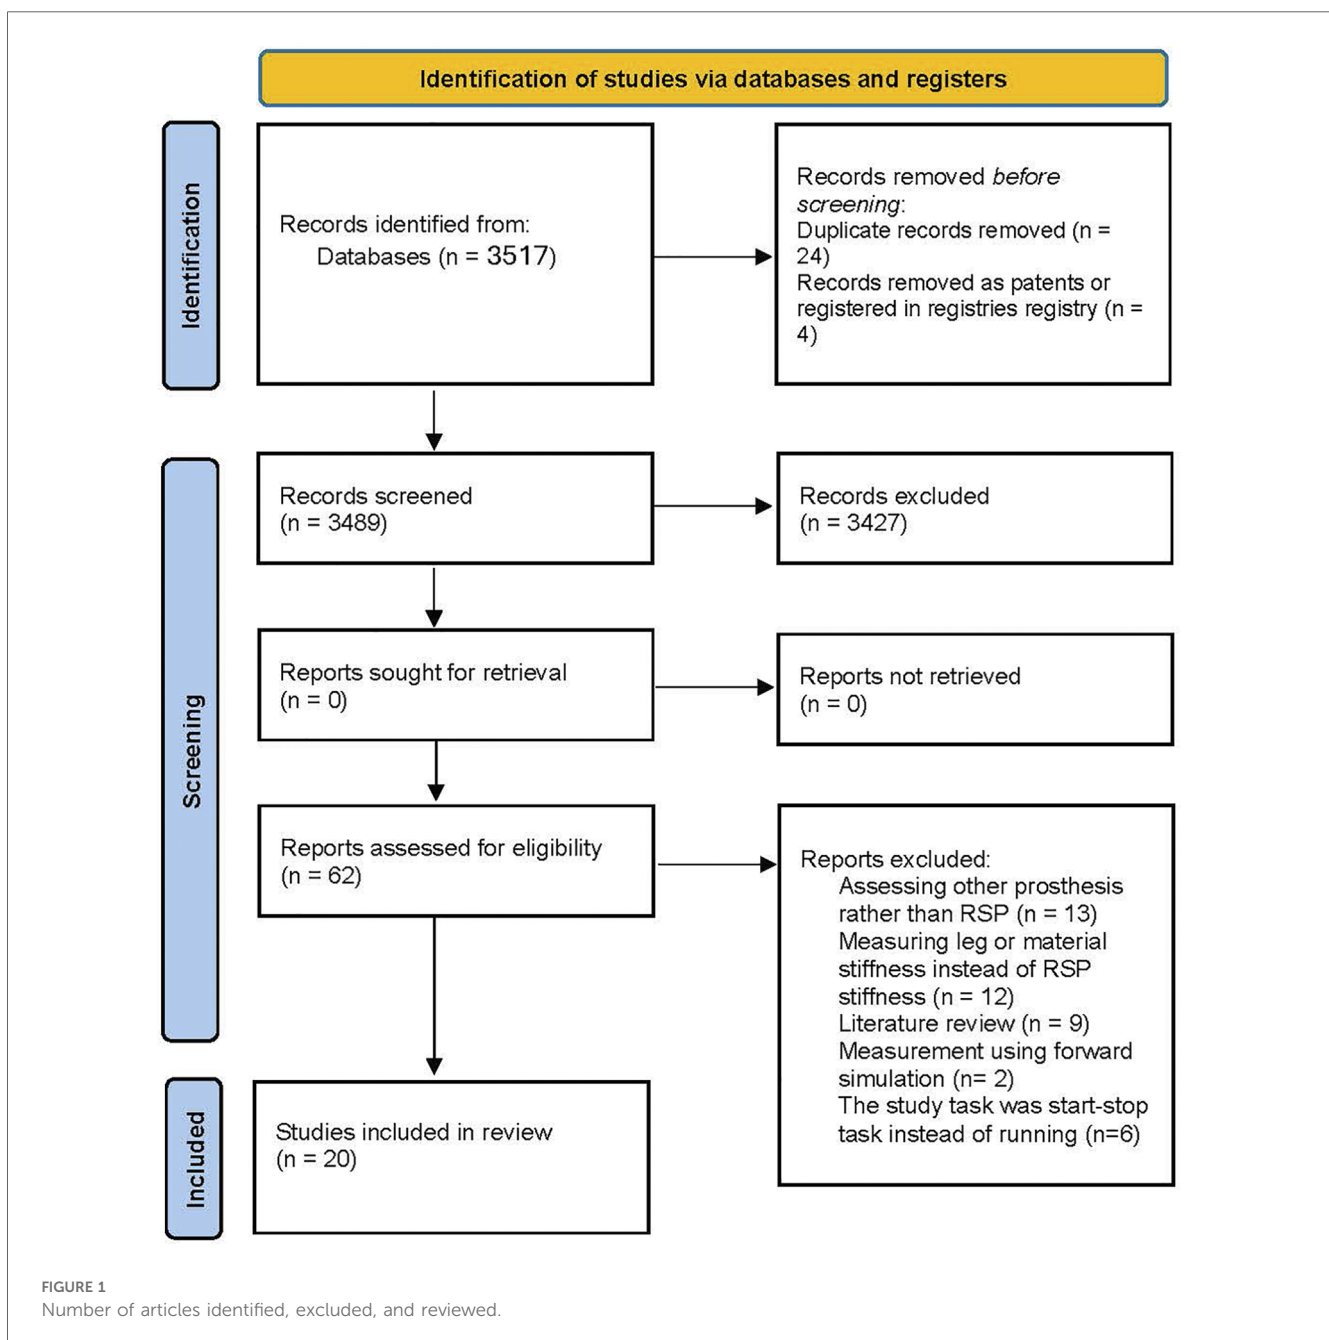 Identification of studies via databases and registers
Identification
Records identified from:
Databases (n = 3517)
Records removed before
screening:
Duplicate records removed (n =
24)
Records removed as patents or
registered in registries registry (n =
4)
Screening
Records screened
(n = 3489)
Records excluded
(n = 3427)
Reports sought for retrieval
(n = 0)
Reports not retrieved
(n = 0)
Reports assessed for eligibility
(n = 62)
Reports excluded:
Assessing other prosthesis
rather than RSP (n = 13)
Measuring leg or material
stiffness instead of RSP
stiffness (n = 12)
Literature review (n = 9)
Measurement using forward
simulation (n= 2)
The study task was start-stop
task instead of running (n=6)
Included
Studies included in review
(n = 20)
FIGURE 1
Number of articles identified, excluded, and reviewed.